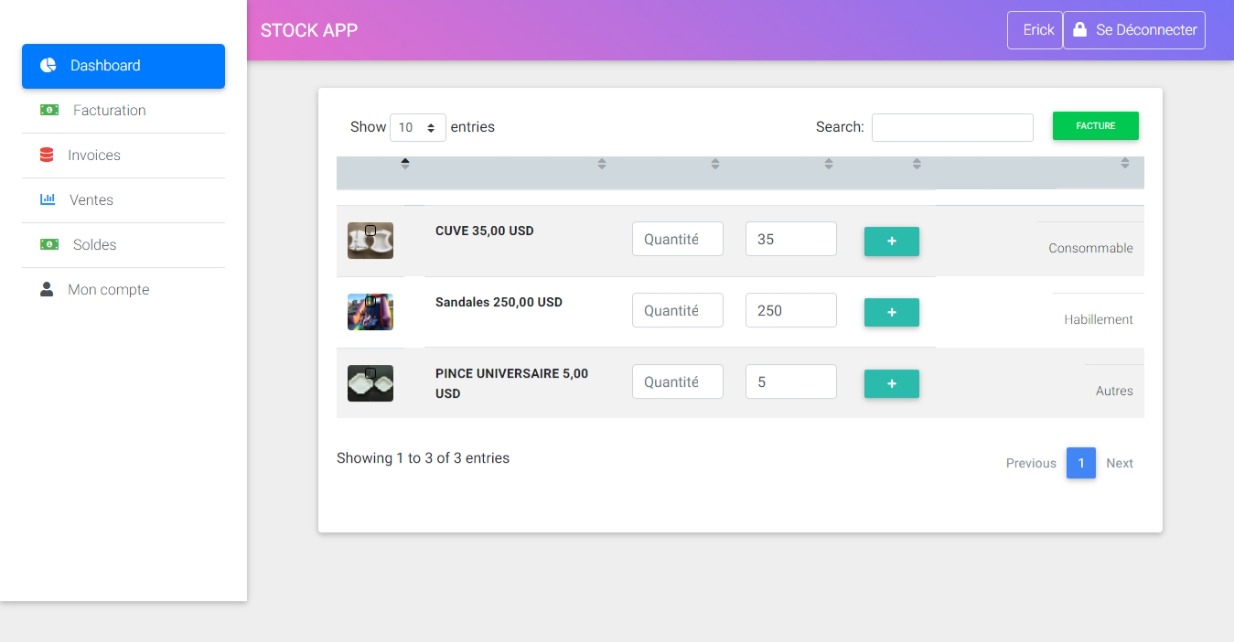 STOCK APP
Erick
Se Déconnecter
Dashboard
Facturation
Invoices
Ventes
Soldes
Mon compte
Show 10 entries
Search:
FACTURE
CUVE 35,00 USD
Quantité
35
+
Consommable
Sandales 250,00 USD
Quantité
250
+
Habillement
PINCE UNIVERSAIRE 5,00
USD
Quantité
5
+
Autres
Showing 1 to 3 of 3 entries
Previous 1 Next